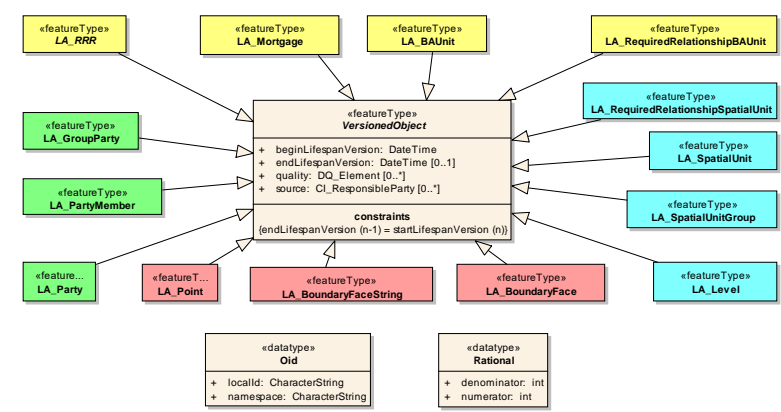 «featureType»
LA_RRR
«featureType»
LA_Mortgage
«featureType»
LA_BAUnit
«featureType»
LA_RequiredRelationshipBAUnit
«featureType»
LA_RequiredRelationshipSpatialUnit
«featureType»
VersionedObject
+ beginLifespanVersion: DateTime
+ endLifespanVersion: DateTime [0..1]
+ quality: DQ_Element [0..*]
+ source: CI_ResponsibleParty [0..*]
constraints
{endLifespanVersion (n-1) = startLifespanVersion (n)}
«featureType»
LA_GroupParty
«featureType»
LA_SpatialUnit
«featureType»
LA_PartyMember
«featureType»
LA_SpatialUnitGroup
«feature...
LA_Party
«featureT...
LA_Point
«featureType»
LA_BoundaryFaceString
«featureType»
LA_BoundaryFace
«featureType»
LA_Level
«datatype»
Oid
+ localId: CharacterString
+ namespace: CharacterString
«datatype»
Rational
+ denominator: int
+ numerator: int